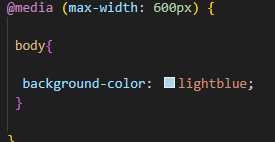 @media (max-width: 600px) {
body{
background-color: lightblue;
}
}